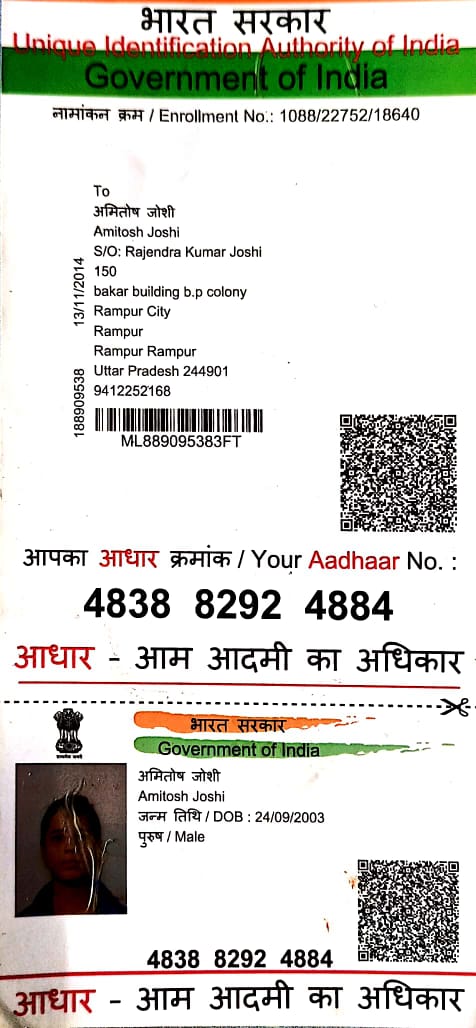 भारत सरकार
Unique Identification Authority of India
Government of India
नामांकन क्रम / Enrollment No.: 1088/22752/18640
To
अमितोष जोशी
Amitosh Joshi
S/O: Rajendra Kumar Joshi
150
bakar building b.p colony
Rampur City
Rampur
Rampur Rampur
Uttar Pradesh 244901
9412252168
188909538 13/11/2014
ML889095383FT
आपका आधार क्रमांक / Your Aadhaar No. :
4838 8292 4884
आधार - आम आदमी का अधिकार
भारत सरकार
Government of India
अमितोष जोशी
Amitosh Joshi
जन्म तिथि / DOB : 24/09/2003
पुरुष / Male
4838 8292 4884
आधार - आम आदमी का अधिकार